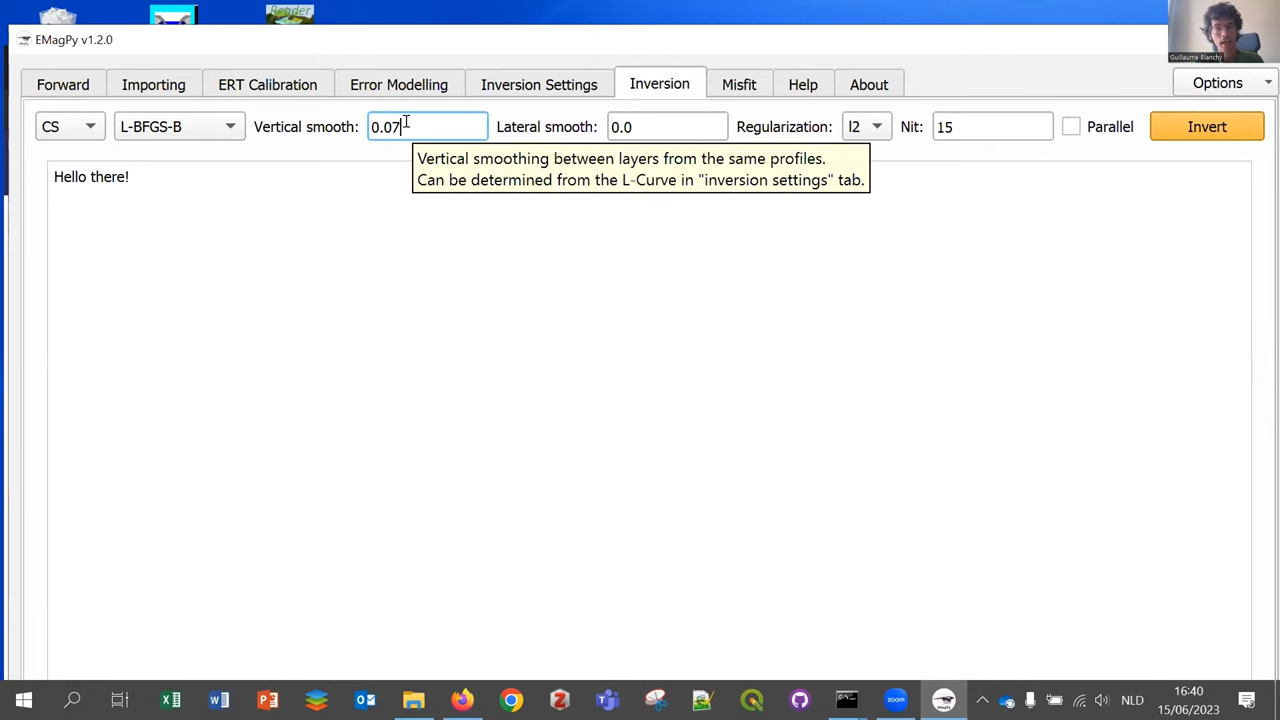 Reader
EMagPy v1.2.0
Guillaume Blanchy
Forward
Importing
ERT Calibration
Error Modelling
Inversion Settings
Inversion
Misfit
Help
About
Options
CS
L-BFGS-B
Vertical smooth:
0.07
Lateral smooth:
0.0
Regularization:
l2
Nit:
15
Parallel
Invert
Vertical smoothing between layers from the same profiles.
Can be determined from the L-Curve in "inversion settings" tab.
Hello there!
NLD
16:40
15/06/2023